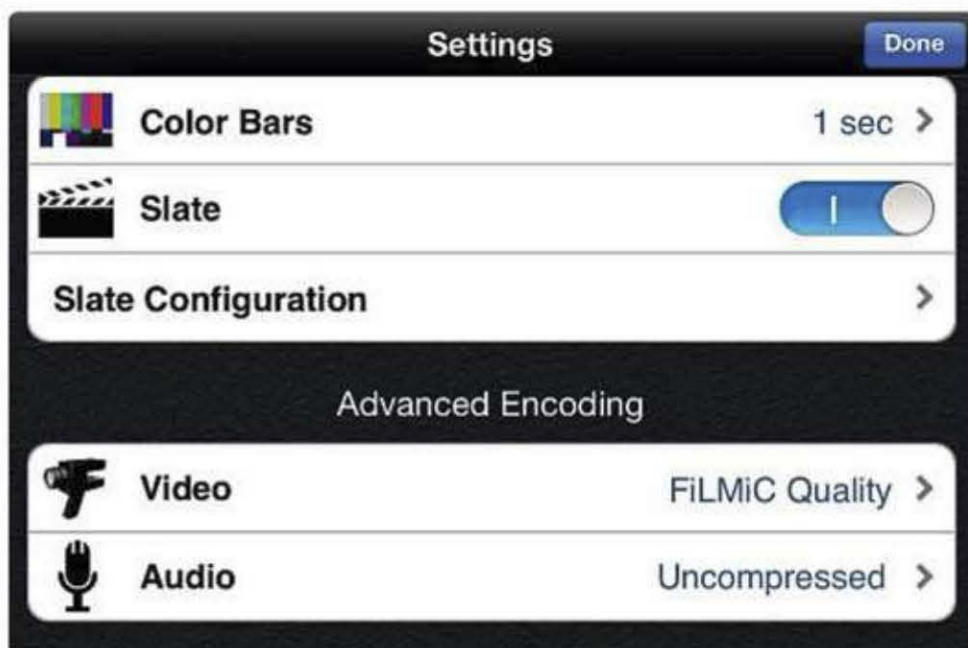 Settings
Done
Color Bars
1 sec
Slate
Slate Configuration
Advanced Encoding
Video
FiLMiC Quality
Audio
Uncompressed